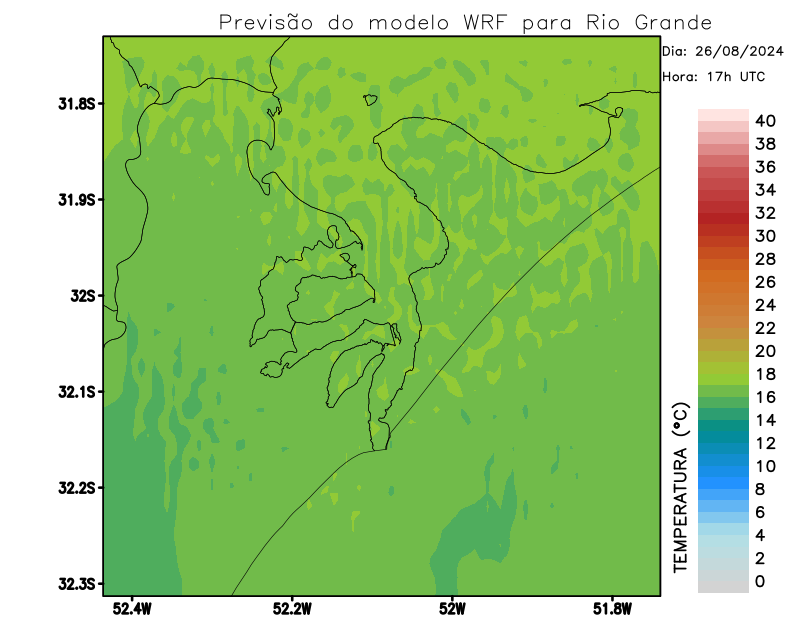 Previsão do modelo WRF para Rio Grande
Dia: 26/08/2024
Hora: 17h UTC
31.8S
31.9S
32S
32.1S
32.2S
32.3S
52.4W
52.2W
52W
51.8W
TEMPERATURA (°C)
40
38
36
34
32
30
28
26
24
22
20
18
16
14
12
10
8
6
4
2
0